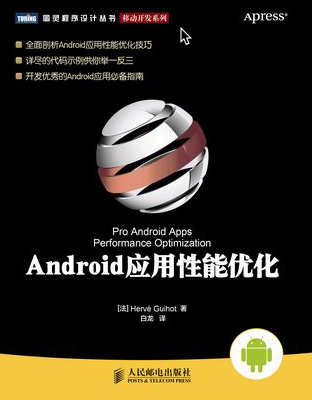 TURING
图灵程序设计丛书
移动开发系列
Apress®
全面剖析Android应用性能优化技巧
详尽的代码示例供你举一反三
开发优秀的Android应用必备指南
Pro Android Apps
Performance Optimization
Android应用性能优化
[法] Hervé Guihot 著
白龙 译
人民邮电出版社
POSTS & TELECOM PRESS